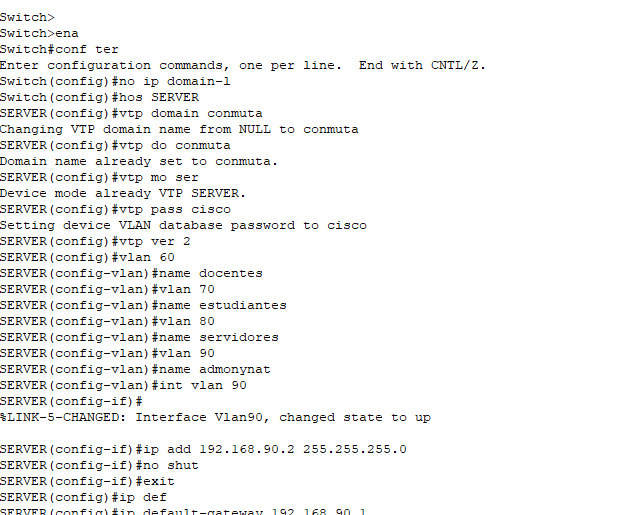 Switch>
Switch>ena
Switch#conf ter
Enter configuration commands, one per line.  End with CNTL/Z.
Switch(config)#no ip domain-l
Switch(config)#hos SERVER
SERVER(config)#vtp domain conmuta
Changing VTP domain name from NULL to conmuta
SERVER(config)#vtp do conmuta
Domain name already set to conmuta.
SERVER(config)#vtp mo ser
Device mode already VTP SERVER.
SERVER(config)#vtp pass cisco
Setting device VLAN database password to cisco
SERVER(config)#vtp ver 2
SERVER(config)#vlan 60
SERVER(config-vlan)#name docentes
SERVER(config-vlan)#vlan 70
SERVER(config-vlan)#name estudiantes
SERVER(config-vlan)#vlan 80
SERVER(config-vlan)#name servidores
SERVER(config-vlan)#vlan 90
SERVER(config-vlan)#name admonynat
SERVER(config-vlan)#int vlan 90
SERVER(config-if)#
%LINK-5-CHANGED: Interface Vlan90, changed state to up
SERVER(config-if)#ip add 192.168.90.2 255.255.255.0
SERVER(config-if)#no shut
SERVER(config-if)#exit
SERVER(config)#ip def
SERVER(config)#ip default-gateway 192.168.90.1